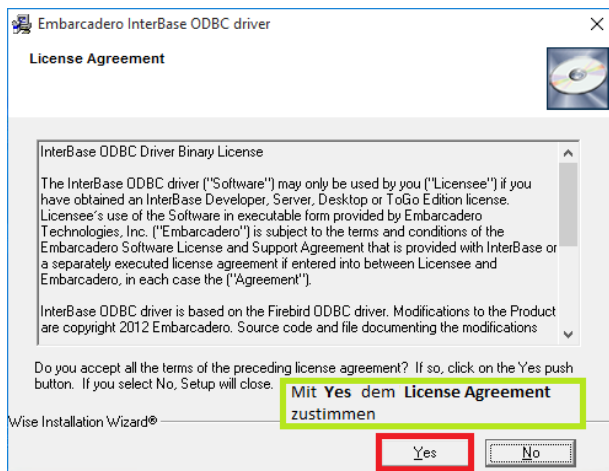 Embarcadero InterBase ODBC driver
License Agreement
InterBase ODBC Driver Binary License
The InterBase ODBC driver ("Software") may only be used by you ("Licensee") if you
have obtained an InterBase Developer, Server, Desktop or ToGo Edition license.
Licensee´s use of the Software in executable form provided by Embarcadero
Technologies, Inc. ("Embarcadero") is subject to the terms and conditions of the
Embarcadero Software License and Support Agreement that is provided with InterBase or
a separately executed license agreement if entered into between Licensee and
Embarcadero, in each case the ("Agreement").
InterBase ODBC driver is based on the Firebird ODBC driver. Modifications to the Product
are copyright 2012 Embarcadero. Source code and file documenting the modifications
Do you accept all the terms of the preceding license agreement? If so, click on the Yes push
button. If you select No, Setup will close.
Mit Yes dem License Agreement
zustimmen
Wise Installation Wizard®
Yes
No